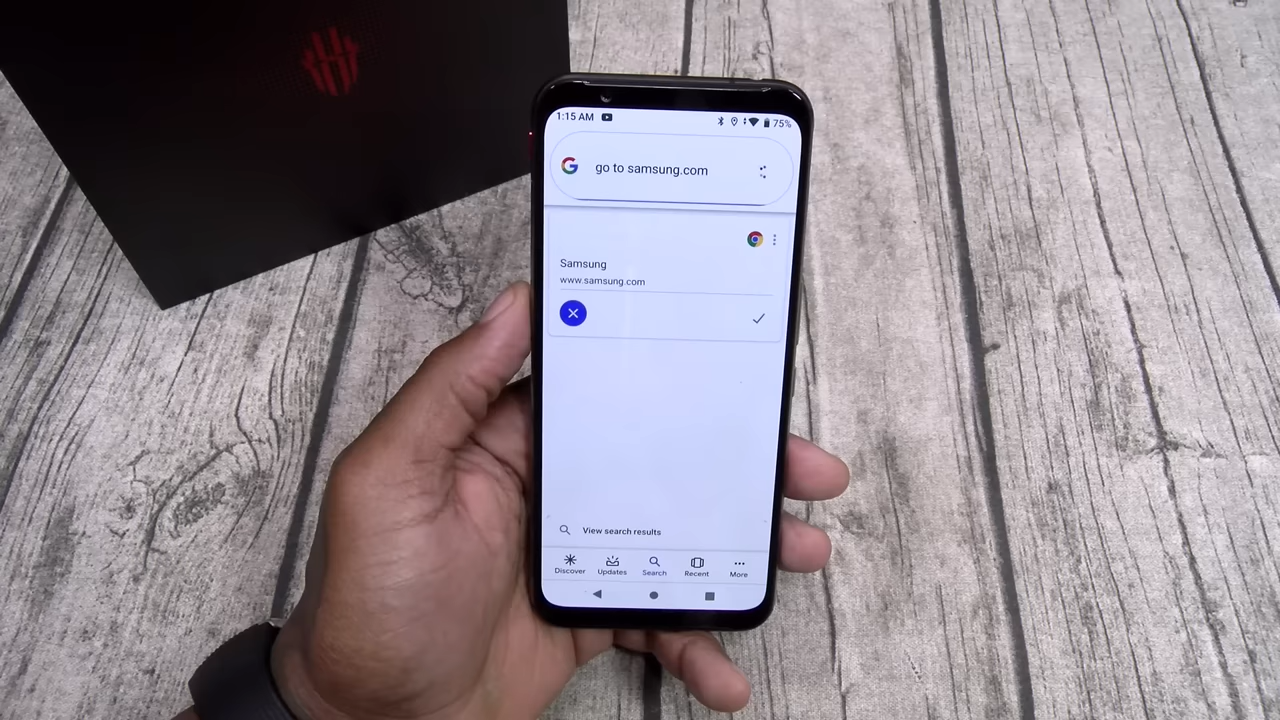 1:15 AM
75%
go to samsung.com
Samsung
www.samsung.com
View search results
Discover
Updates
Search
Recent
More